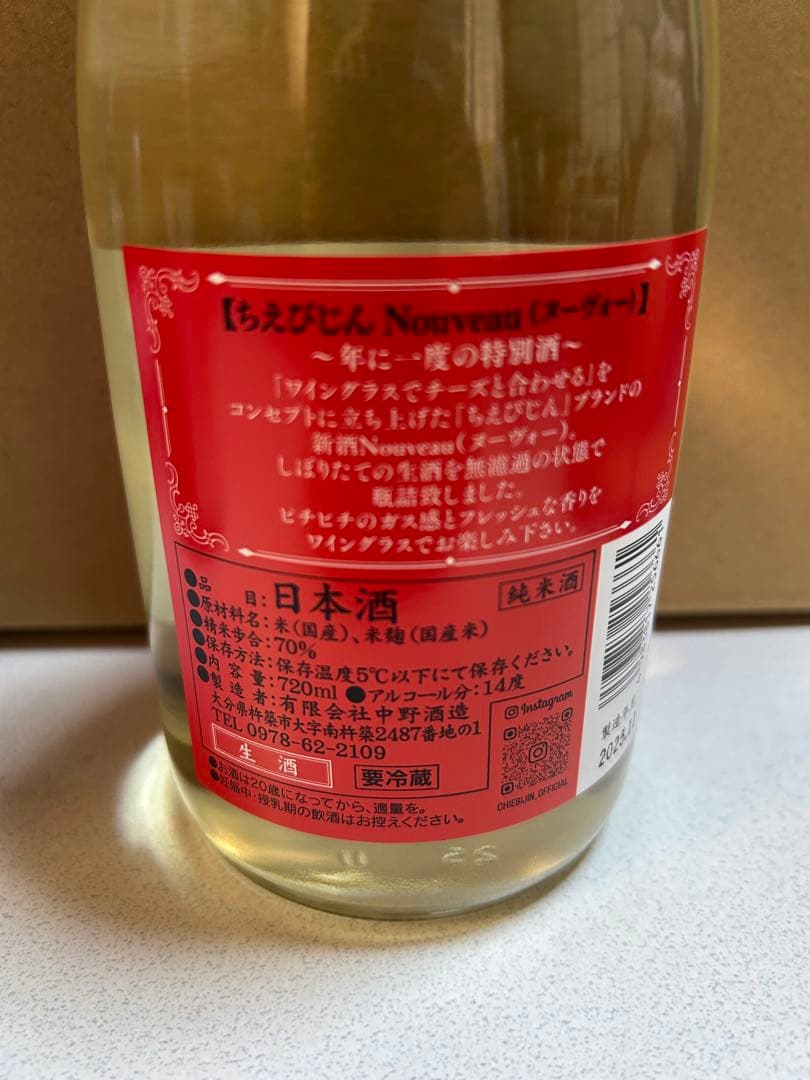 【ちえびじん Nouveau(ヌーヴォー)】
～年に一度の特別酒～
「ワイングラスでチーズと合わせる」を
コンセプトに立ち上げた「ちえびじん」ブランドの
新酒Nouveau(ヌーヴォー)。
しぼりたての生酒を無濾過の状態で
瓶詰致しました。
ピチピチのガス感とフレッシュな香りを
ワイングラスでお楽しみ下さい。
●品目：日本酒
純米酒
●原材料名：米(国産)、米麹(国産米)
●精米歩合：70%
●保存方法：保存温度5℃以下にて保存ください。
●内容量：720ml ●アルコール分：14度
●製造者：有限会社中野酒造
大分県杵築市大字南杵築2487番地の1
TEL 0978-62-2109
生酒
要冷蔵
●お酒は20歳になってから、適量を。
●妊娠中・授乳期の飲酒はお控えください。
Instagram
CHIEBIJIN_OFFICIAL
製造年月
2025.11